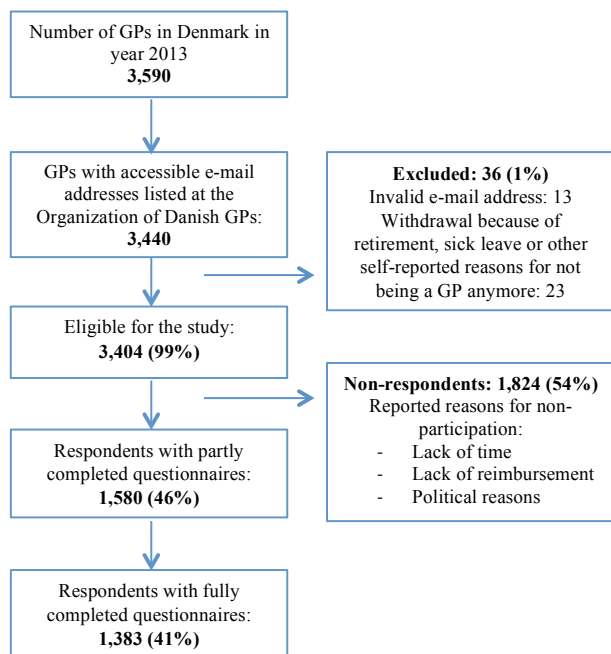 Number of GPs in Denmark in
year 2013
3,590
GPs with accessible e-mail
addresses listed at the
Organization of Danish GPs:
3,440
Excluded: 36 (1%)
Invalid e-mail address: 13
Withdrawal because of
retirement, sick leave or other
self-reported reasons for not
being a GP anymore: 23
Eligible for the study:
3,404 (99%)
Non-respondents: 1,824 (54%)
Reported reasons for non-
participation:
- Lack of time
- Lack of reimbursement
- Political reasons
Respondents with partly
completed questionnaires:
1,580 (46%)
Respondents with fully
completed questionnaires:
1,383 (41%)